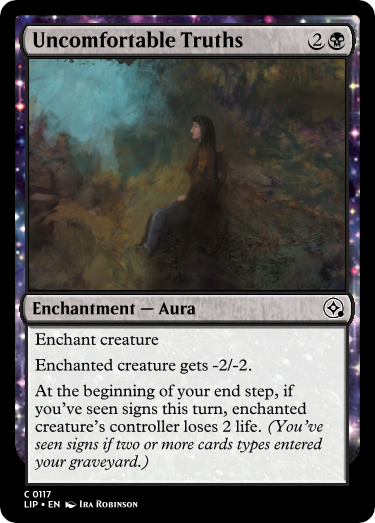 Uncomfortable Truths 2
Enchantment — Aura
Enchant creature
Enchanted creature gets -2/-2.
At the beginning of your end step, if
you've seen signs this turn, enchanted
creature's controller loses 2 life. (You've
seen signs if two or more cards types entered
your graveyard.)
C 0117
LIP • EN Ira Robinson